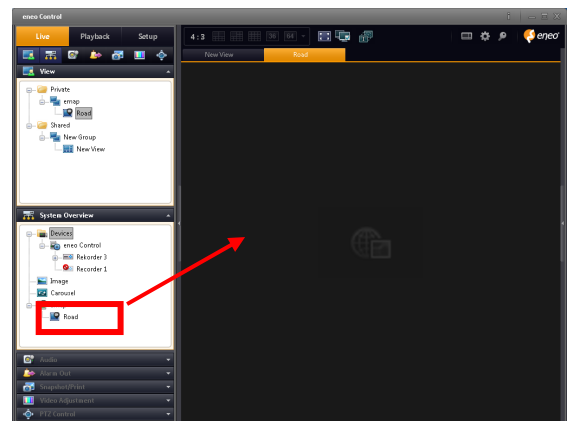 eneo Control
Live Playback Setup
4:3 36 64
eneo
View
New View Road
Private
emap
Road
Shared
New Group
New View
System Overview
Devices
eneo Control
Rekorder 3
Recorder 1
Image
Carousel
Road
Audio
Alarm Out
Snapshot/Print
Video Adjustment
PTZ Control